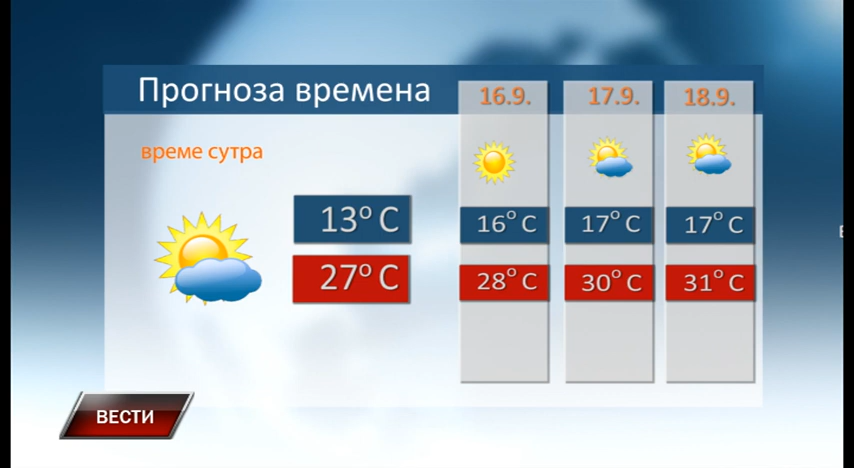 Прогноза времена
време сутра
13° C
27° C
16.9.
16° C
28° C
17.9.
17° C
30° C
18.9.
17° C
31° C
ВЕСТИ